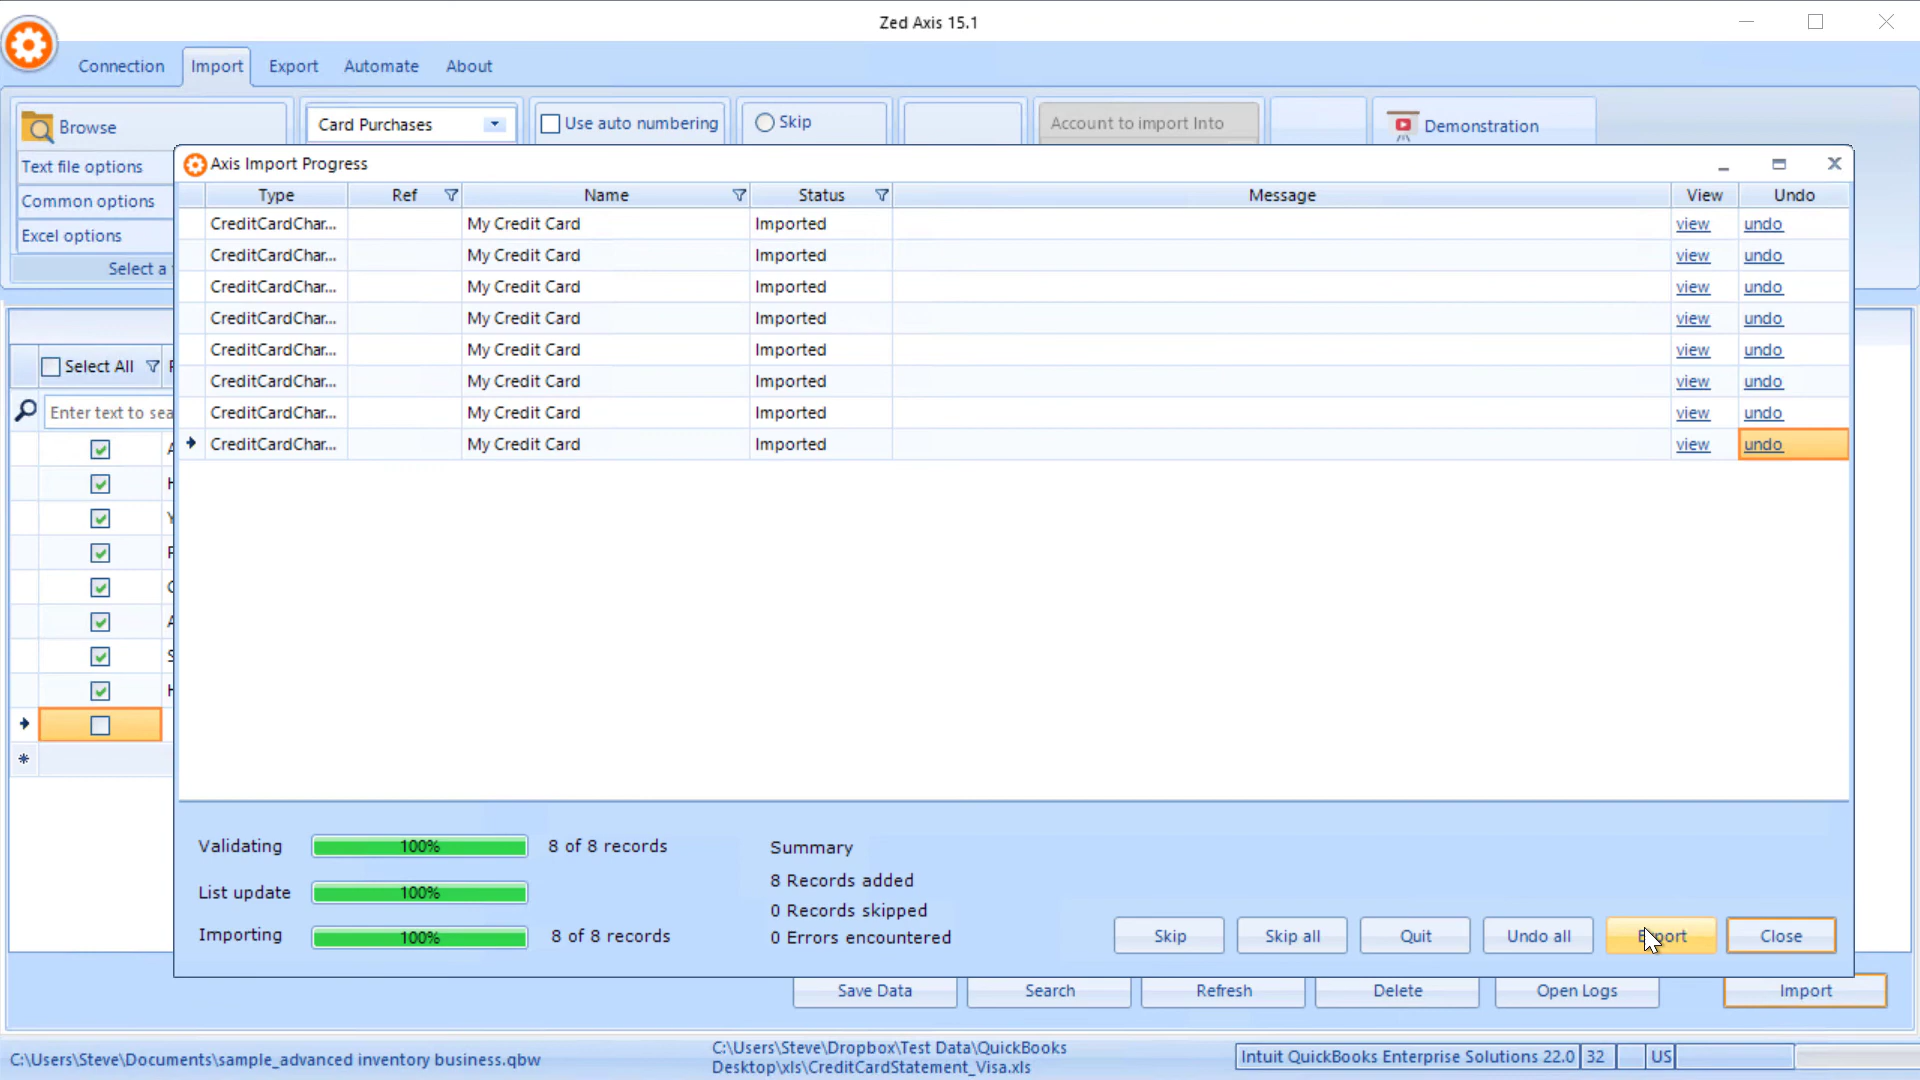 Zed Axis 15.1
Connection Import Export Automate About
Browse
Card Purchases
Use auto numbering
Skip
Account to import Into
Demonstration
Text file options
Common options
Excel options
Select a
Axis Import Progress
Type Ref Name Status Message View Undo
CreditCardChar... My Credit Card Imported view undo
CreditCardChar... My Credit Card Imported view undo
CreditCardChar... My Credit Card Imported view undo
CreditCardChar... My Credit Card Imported view undo
CreditCardChar... My Credit Card Imported view undo
CreditCardChar... My Credit Card Imported view undo
CreditCardChar... My Credit Card Imported view undo
CreditCardChar... My Credit Card Imported view undo
Select All
Enter text to sea
Validating 100% 8 of 8 records
List update 100%
Importing 100% 8 of 8 records
Summary
8 Records added
0 Records skipped
0 Errors encountered
Skip Skip all Quit Undo all Export Close
Save Data Search Refresh Delete Open Logs Import
C:\Users\Steve\Documents\sample_advanced inventory business.qbw
C:\Users\Steve\Dropbox\Test Data\QuickBooks
Desktop\xls\CreditCardStatement_Visa.xls
Intuit QuickBooks Enterprise Solutions 22.0 32 US